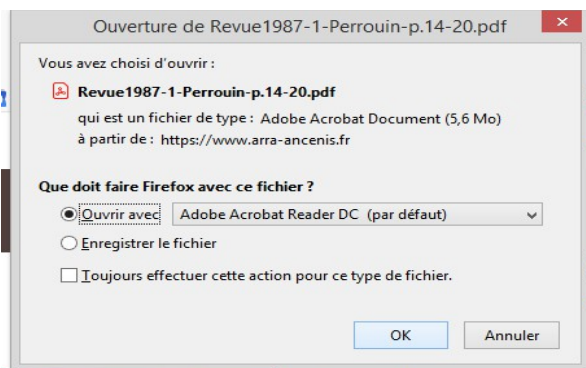 Ouverture de Revue1987-1-Perrouin-p.14-20.pdf
Vous avez choisi d'ouvrir :
Revue1987-1-Perrouin-p.14-20.pdf
qui est un fichier de type : Adobe Acrobat Document (5,6 Mo)
à partir de : https://www.arra-ancenis.fr
Que doit faire Firefox avec ce fichier ?
Ouvrir avec Adobe Acrobat Reader DC (par défaut)
Enregistrer le fichier
Toujours effectuer cette action pour ce type de fichier.
OK Annuler